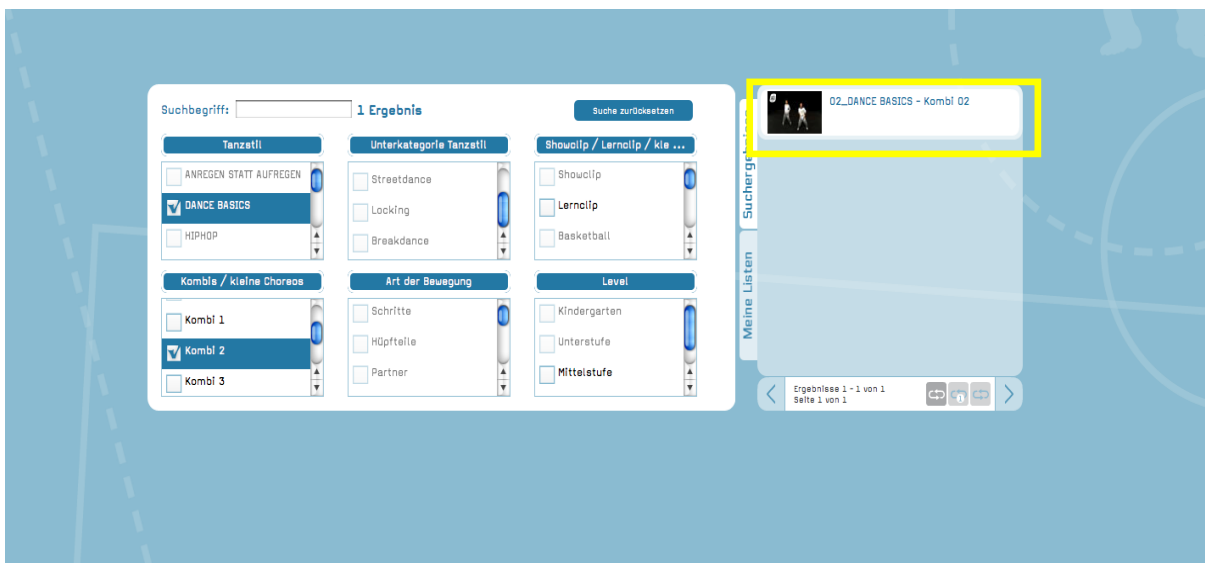 Suchbegriff:
1 Ergebnis
Suche zurücksetzen
Tanzstil
ANREGEN STATT AUFREGEN
DANCE BASICS
HIPHOP
Unterkategorie Tanzstil
Streetdance
Locking
Breakdance
Showclip / Lernclip / kle ...
Showclip
Lernclip
Basketball
Kombis / kleine Choreos
Kombi 1
Kombi 2
Kombi 3
Art der Bewegung
Schritte
Hüpfteile
Partner
Level
Kindergarten
Unterstufe
Mittelstufe
Suchergebnisse
Meine Listen
02_DANCE BASICS - Kombi 02
Ergebnisse 1 - 1 von 1
Seite 1 von 1
1